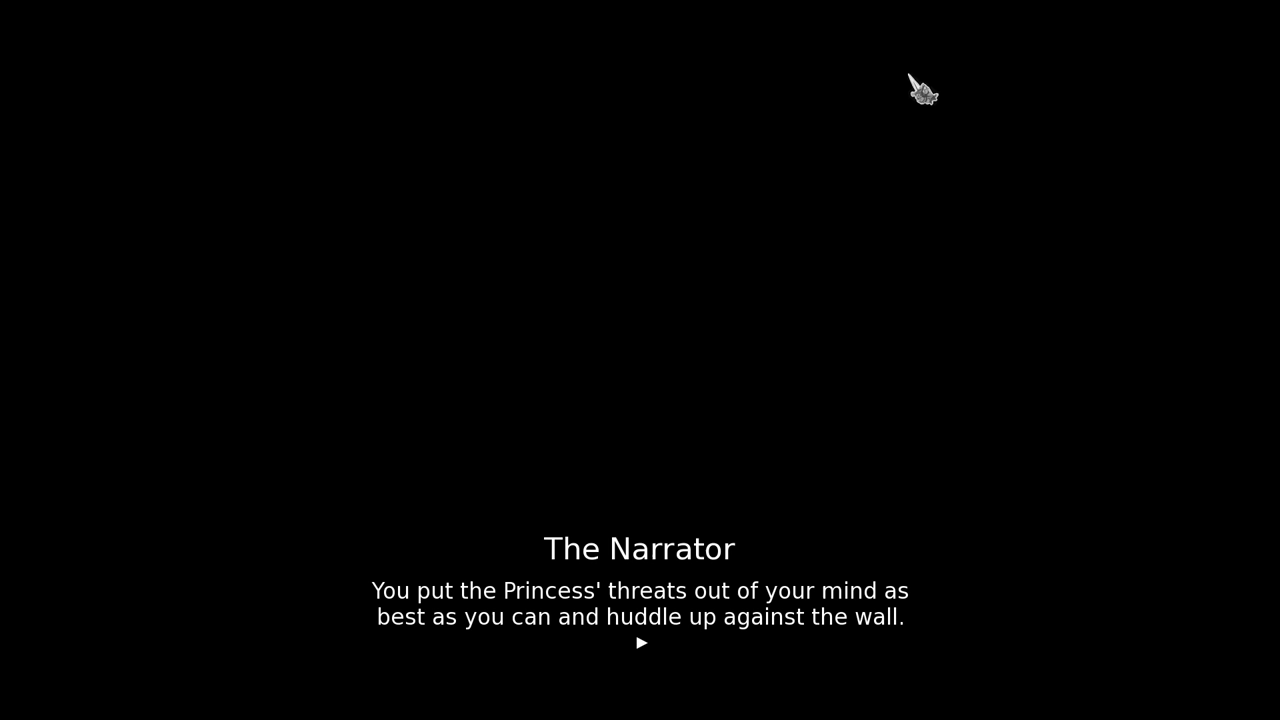 The Narrator
You put the Princess' threats out of your mind as
best as you can and huddle up against the wall.